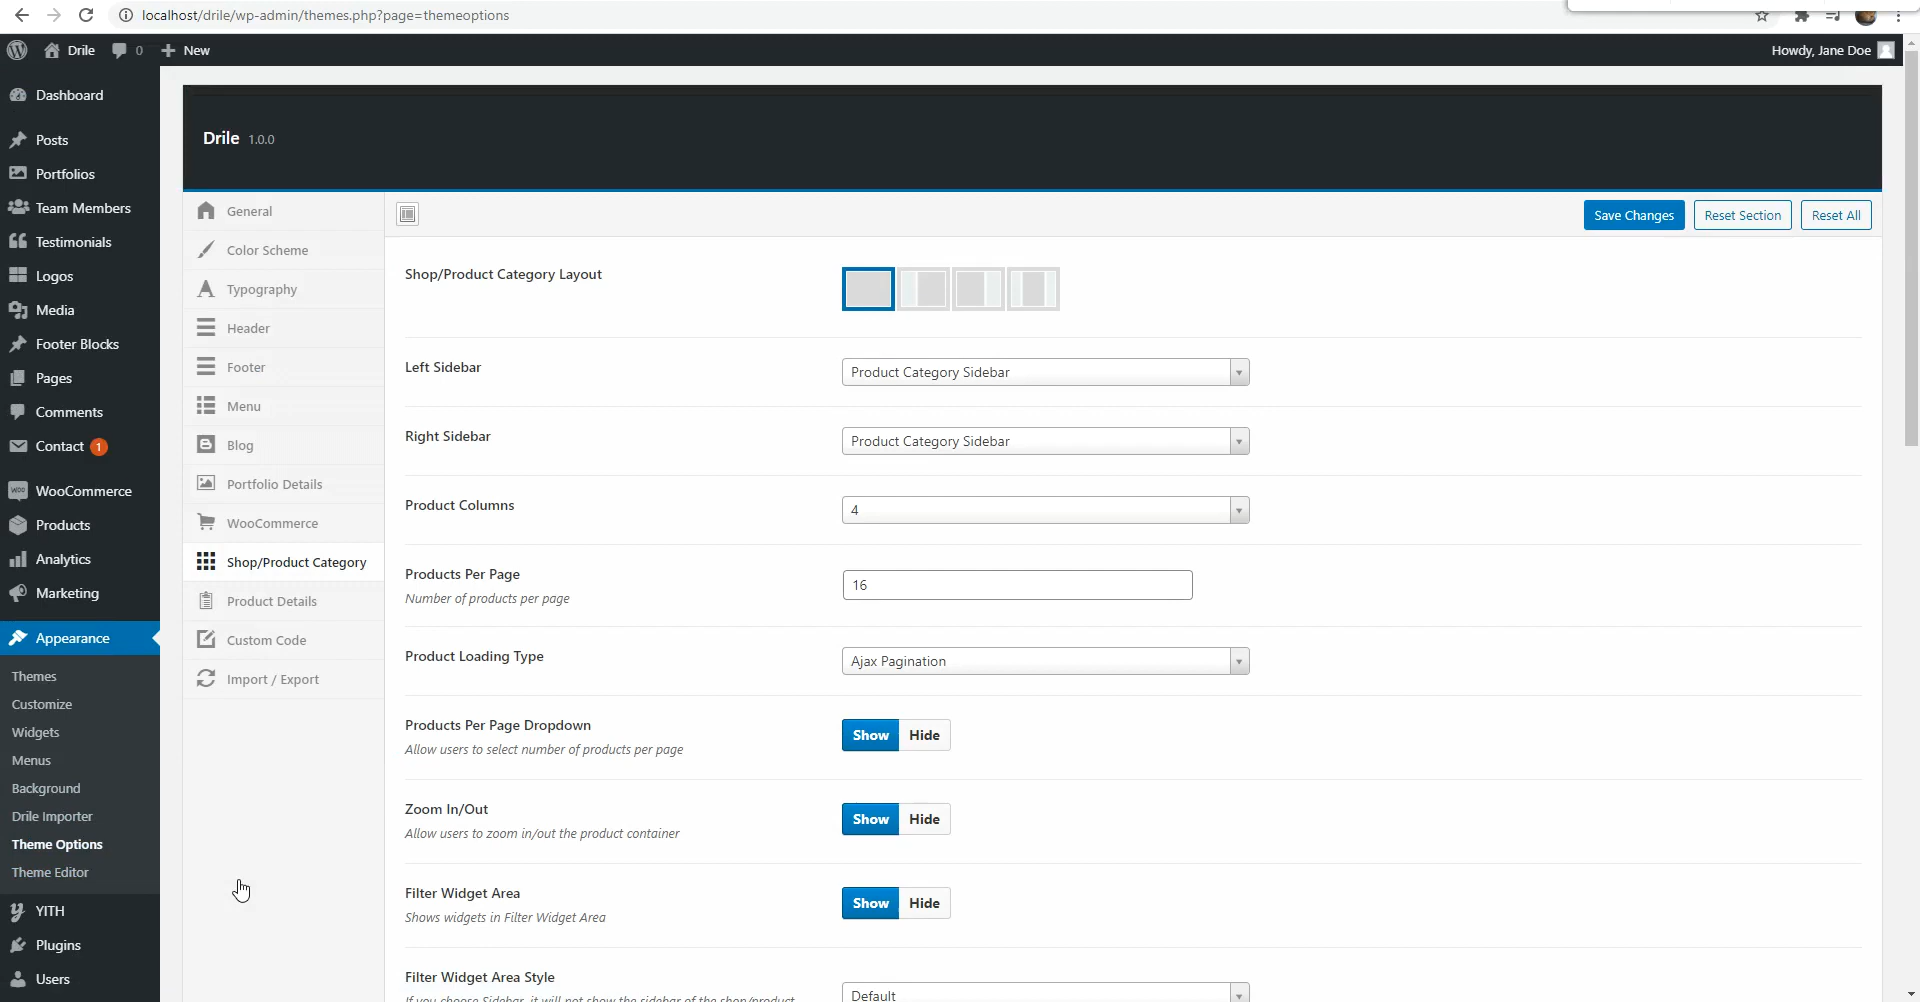 localhost/drile/wp-admin/themes.php?page=themeoptions
Drile 0 New
Howdy, Jane Doe
Dashboard
Posts
Portfolios
Team Members
Testimonials
Logos
Media
Footer Blocks
Pages
Comments
Contact 1
WooCommerce
Products
Analytics
Marketing
Appearance
Themes
Customize
Widgets
Menus
Background
Drile Importer
Theme Options
Theme Editor
YITH
Plugins
Users
Drile 1.0.0
General
Color Scheme
Typography
Header
Footer
Menu
Blog
Portfolio Details
WooCommerce
Shop/Product Category
Product Details
Custom Code
Import / Export
Save Changes Reset Section Reset All
Shop/Product Category Layout
Left Sidebar Product Category Sidebar
Right Sidebar Product Category Sidebar
Product Columns 4
Products Per Page 16
Number of products per page
Product Loading Type Ajax Pagination
Products Per Page Dropdown Show Hide
Allow users to select number of products per page
Zoom In/Out Show Hide
Allow users to zoom in/out the product container
Filter Widget Area Show Hide
Shows widgets in Filter Widget Area
Filter Widget Area Style Default
If you choose Sidebar, it will not show the sidebar of the shop/product